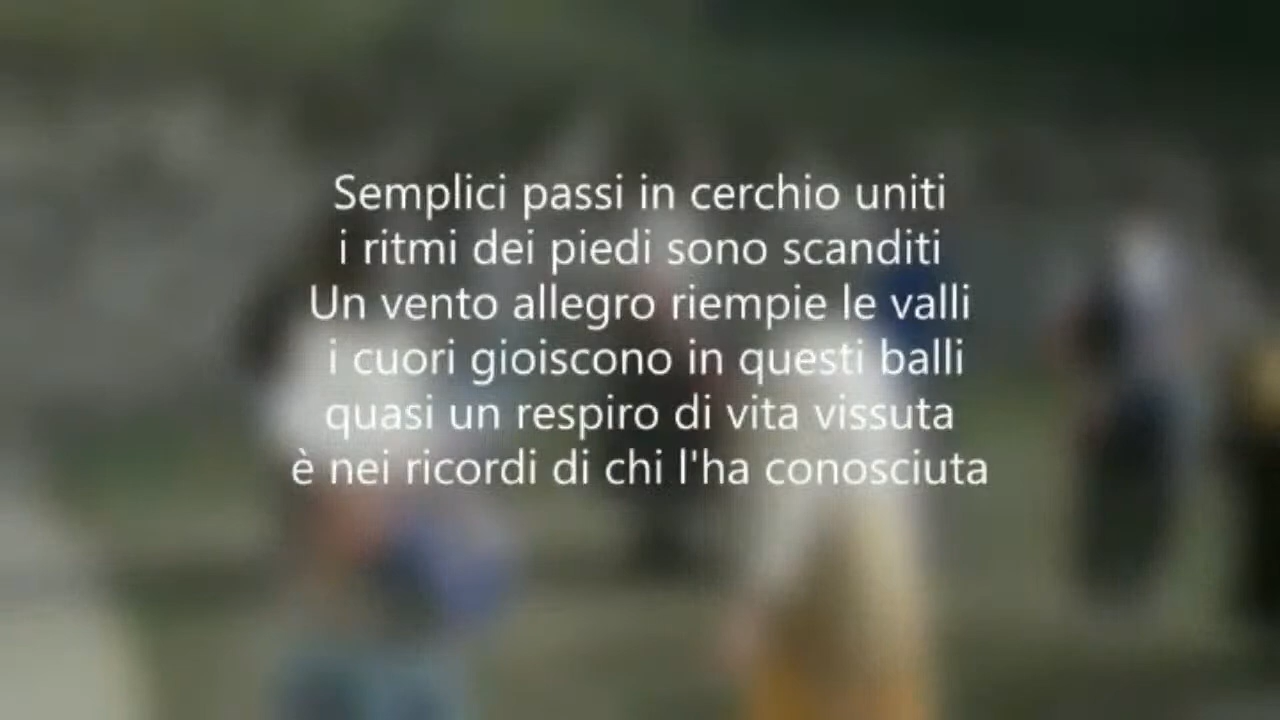 Semplici passi in cerchio uniti
i ritmi dei piedi sono scanditi
Un vento allegro riempie le valli
i cuori gioiscono in questi balli
quasi un respiro di vita vissuta
è nei ricordi di chi l'ha conosciuta